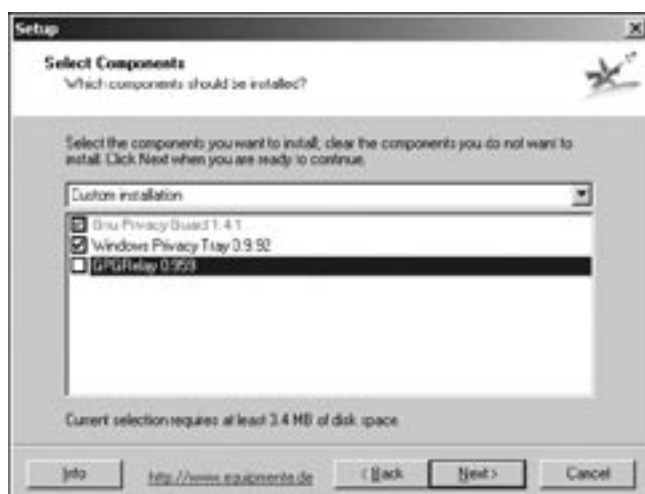 Setup
Select Components
Which components should be installed?
Select the components you want to install; clear the components you do not want to
install. Click Next when you are ready to continue.
Custom installation
Gnu Privacy Guard 1.4.1
Windows Privacy Tray 0.9.92
GPGRelay 0.959
Current selection requires at least 3.4 MB of disk space.
Info
http://www.equipmente.de
< Back
Next >
Cancel